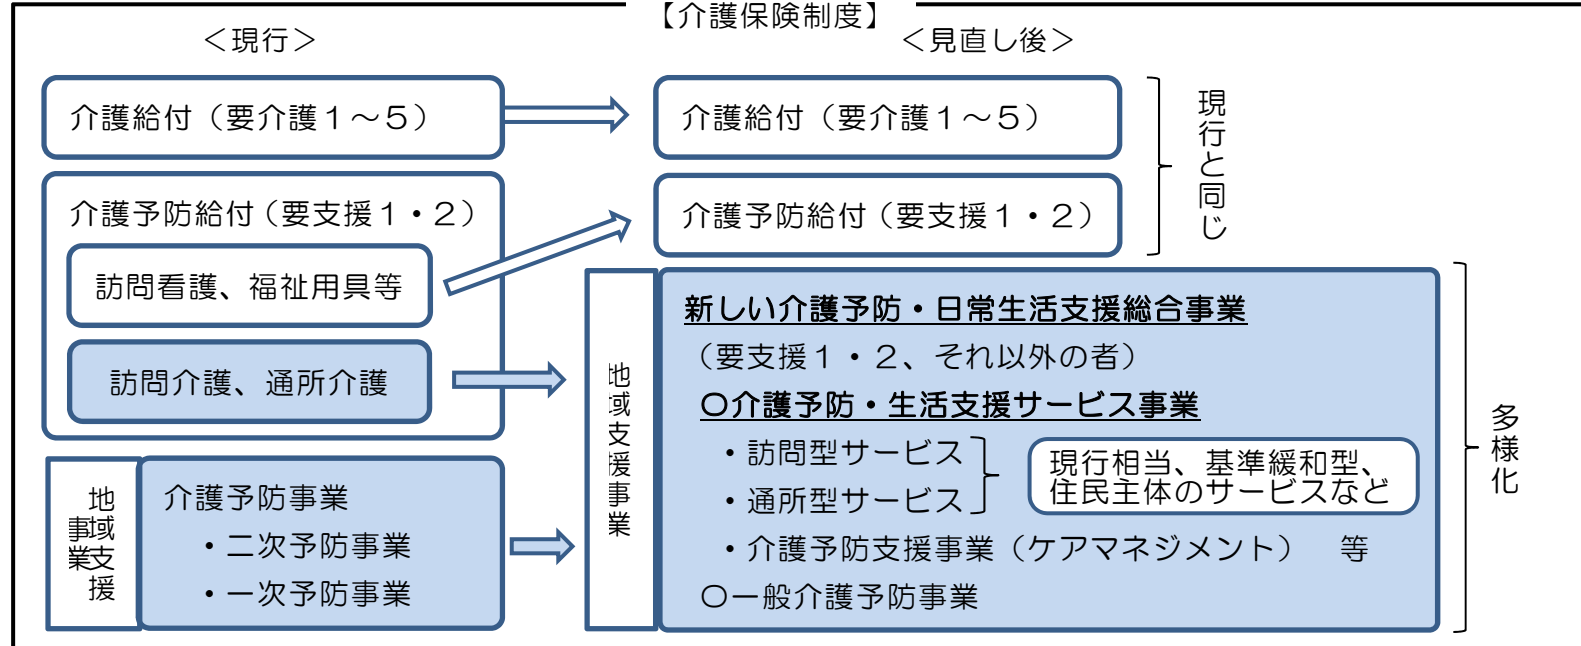 【介護保険制度】
＜現行＞
＜見直し後＞
介護給付（要介護１～５）
介護給付（要介護１～５）
現行と同じ
介護予防給付（要支援１・２）
介護予防給付（要支援１・２）
訪問看護、福祉用具等
訪問介護、通所介護
地域支援事業
介護予防事業
・二次予防事業
・一次予防事業
地域支援事業
新しい介護予防・日常生活支援総合事業
（要支援１・２、それ以外の者）
〇介護予防・生活支援サービス事業
・訪問型サービス
・通所型サービス
現行相当、基準緩和型、
住民主体のサービスなど
・介護予防支援事業（ケアマネジメント）　等
〇一般介護予防事業
多様化